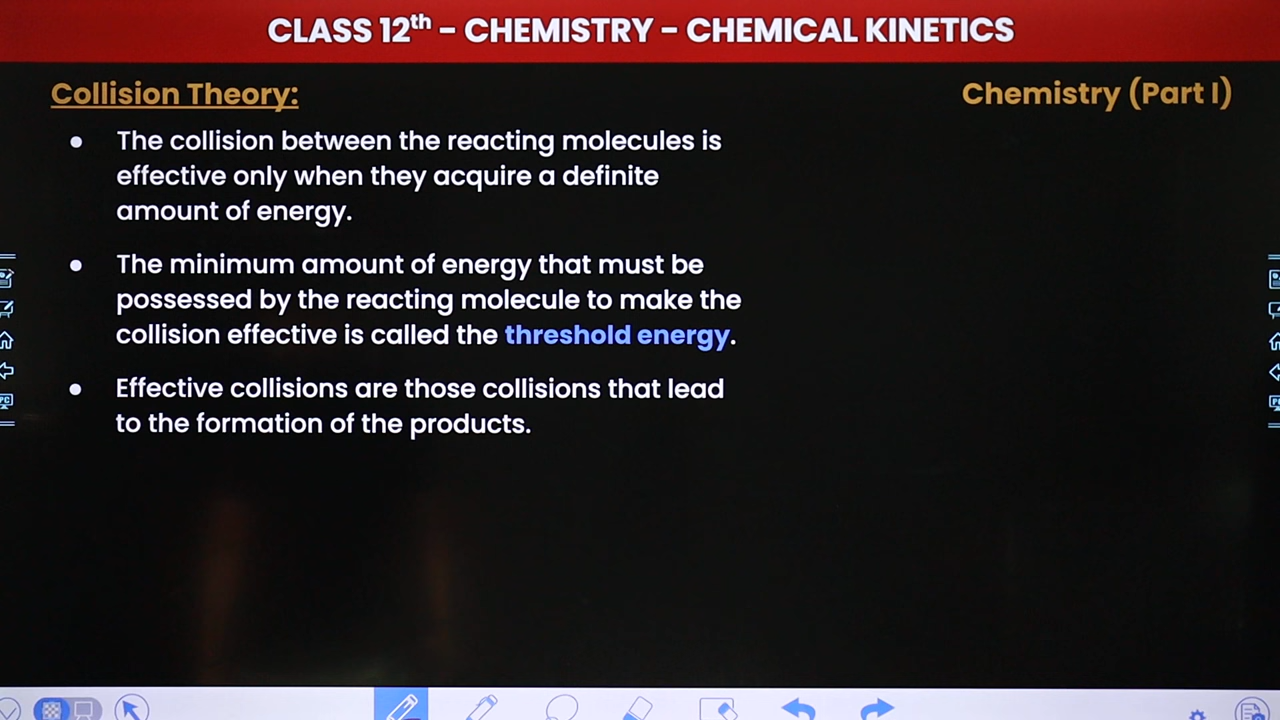 CLASS 12th – CHEMISTRY – CHEMICAL KINETICS
Collision Theory:
Chemistry (Part I)
● The collision between the reacting molecules is
effective only when they acquire a definite
amount of energy.
● The minimum amount of energy that must be
possessed by the reacting molecule to make the
collision effective is called the threshold energy.
● Effective collisions are those collisions that lead
to the formation of the products.